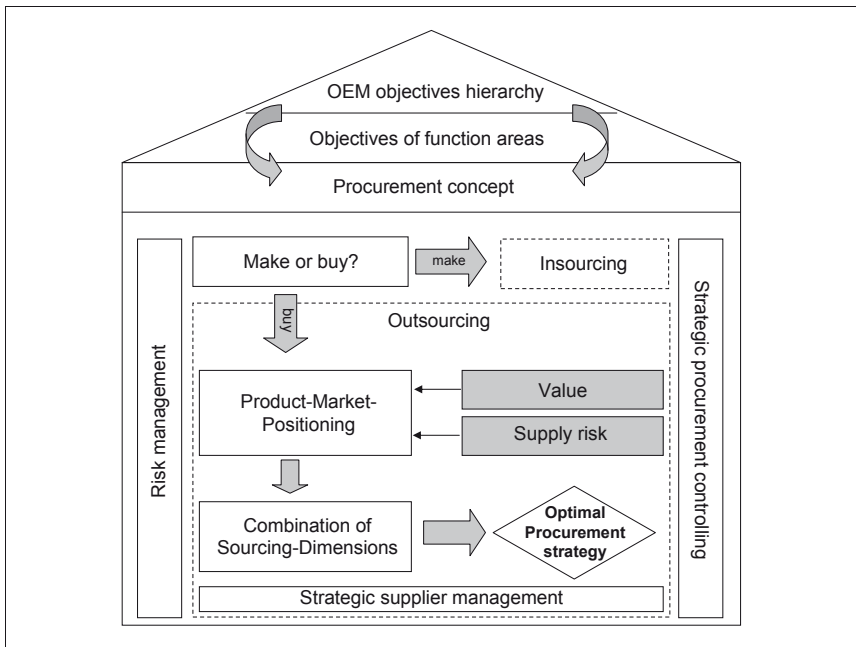 OEM objectives hierarchy
Objectives of function areas
Procurement concept
Risk management
Make or buy?
make
Insourcing
buy
Outsourcing
Product-Market-
Positioning
Value
Supply risk
Combination of
Sourcing-Dimensions
Optimal
Procurement
strategy
Strategic supplier management
Strategic procurement controlling